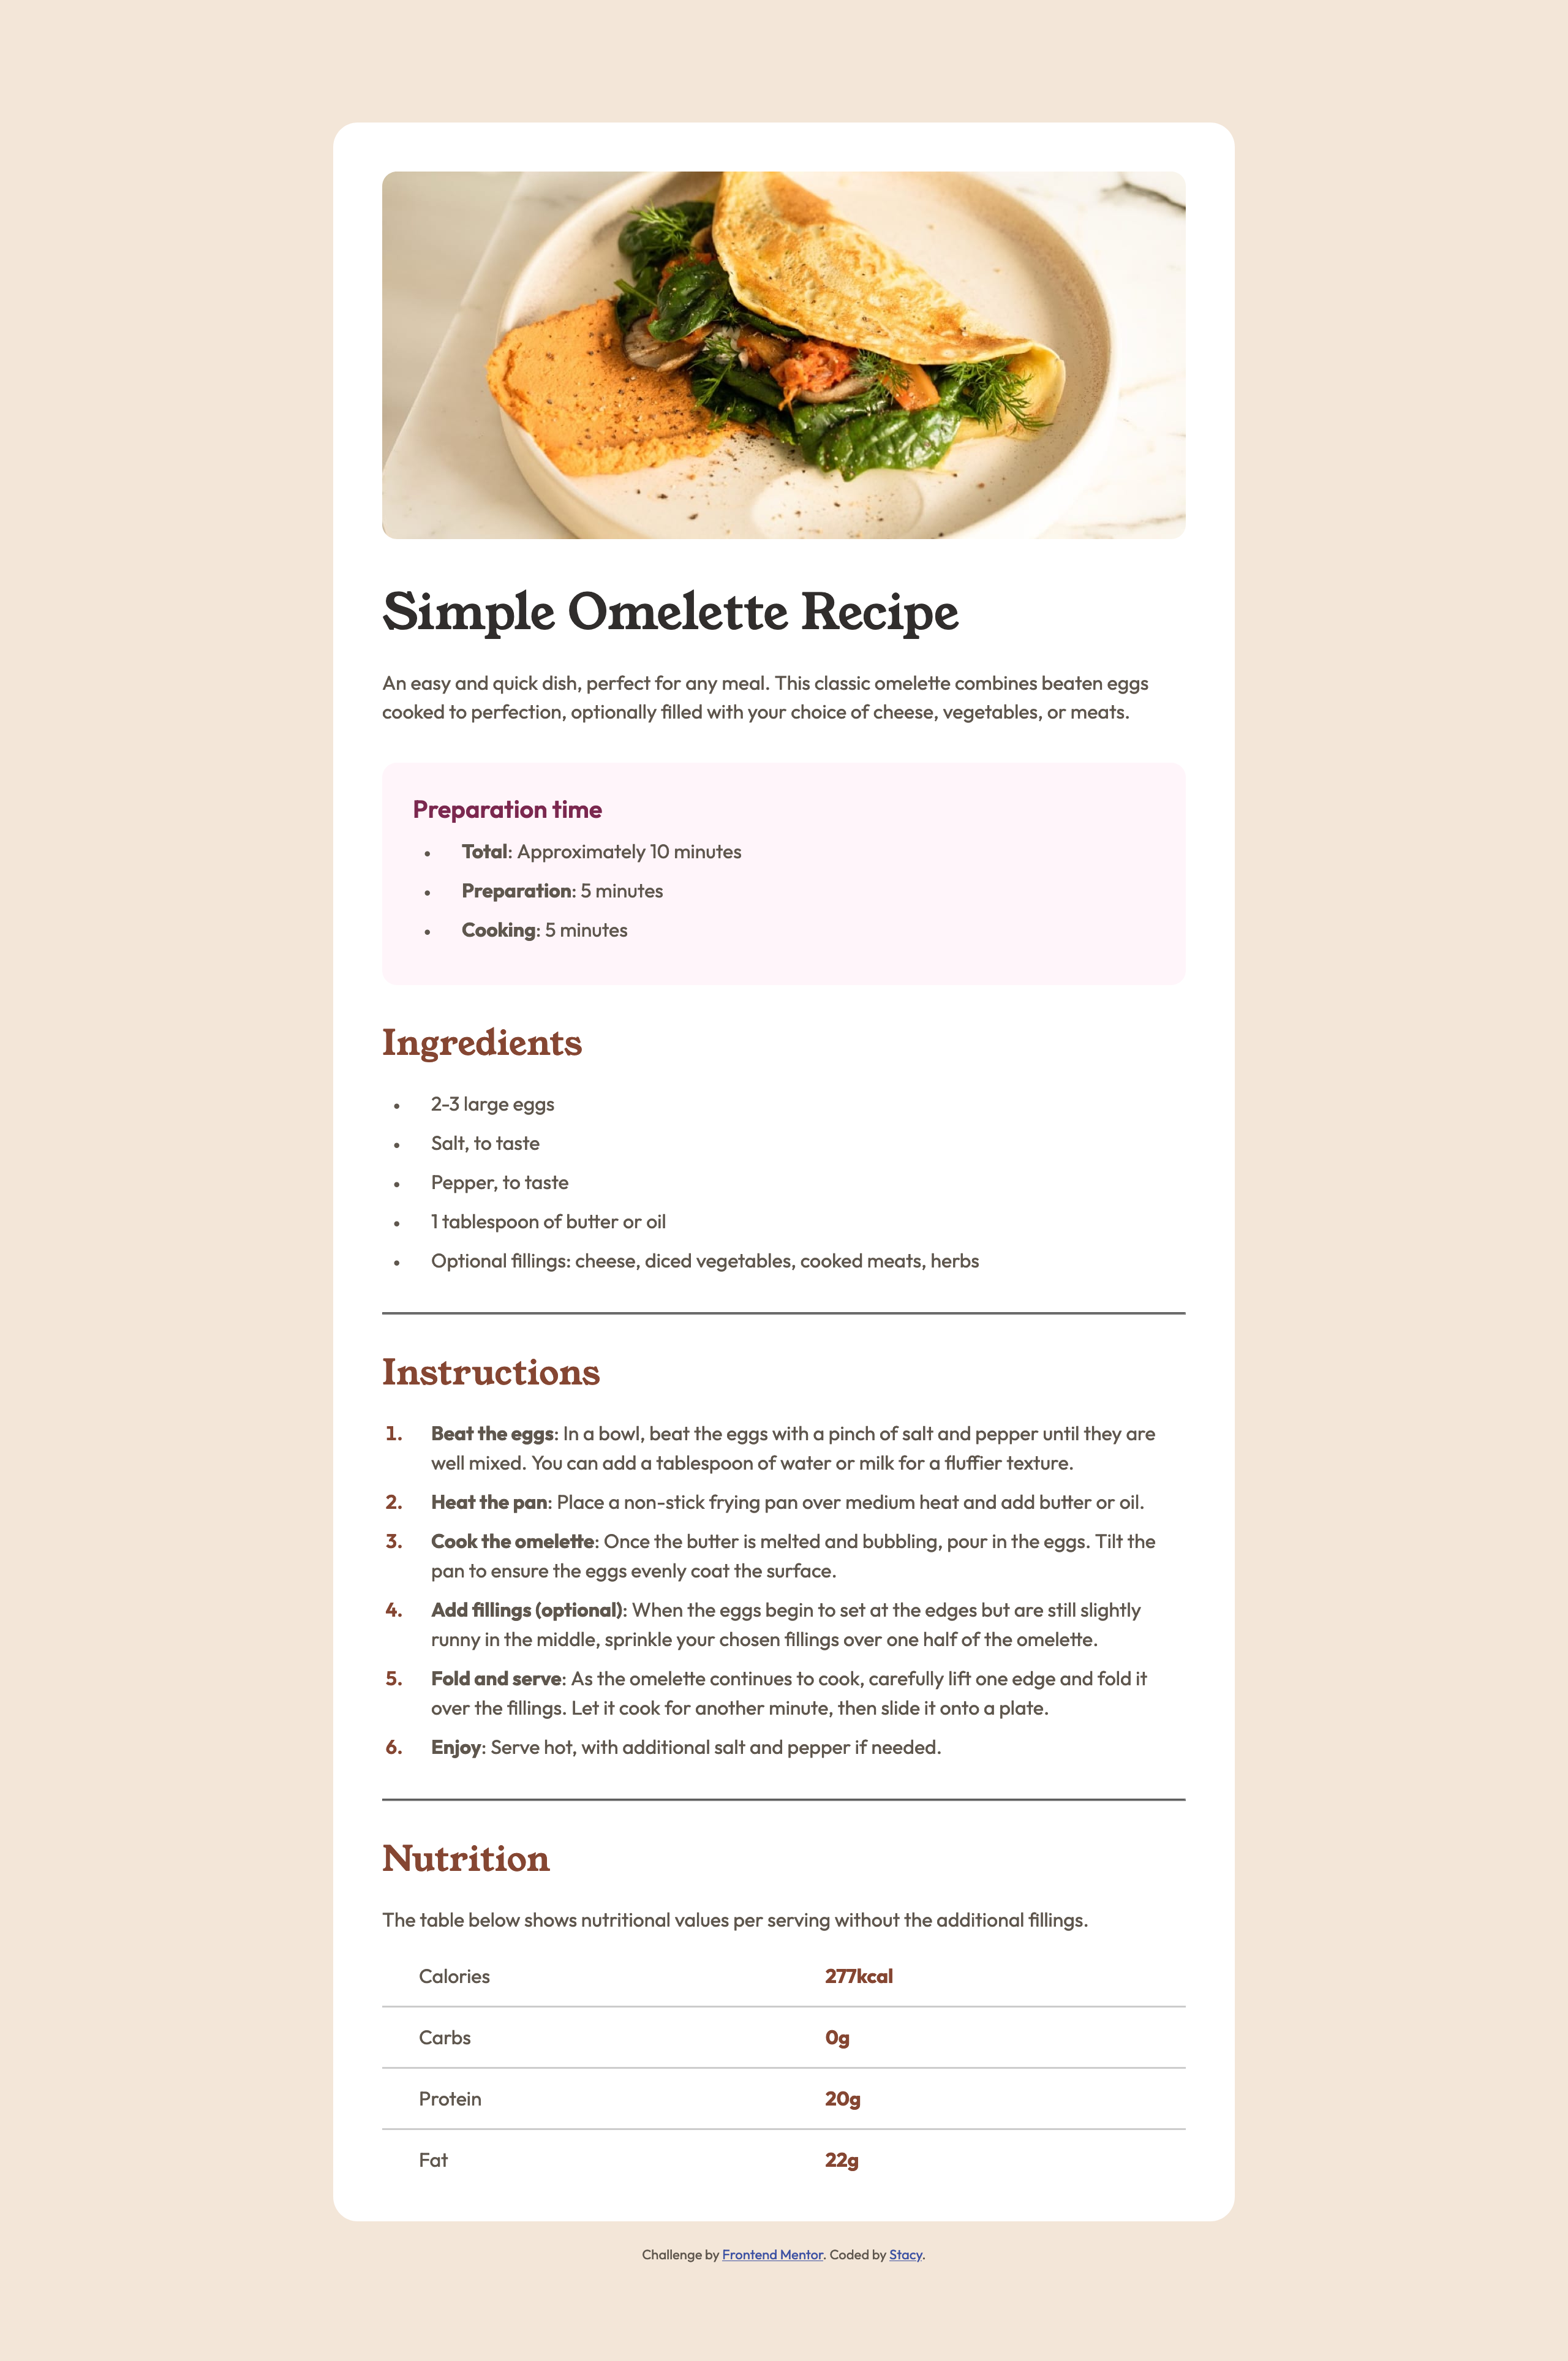 Simple Omelette Recipe
An easy and quick dish, perfect for any meal. This classic omelette combines beaten eggs
cooked to perfection, optionally filled with your choice of cheese, vegetables, or meats.
Preparation time
• Total: Approximately 10 minutes
• Preparation: 5 minutes
• Cooking: 5 minutes
Ingredients
• 2-3 large eggs
• Salt, to taste
• Pepper, to taste
• 1 tablespoon of butter or oil
• Optional fillings: cheese, diced vegetables, cooked meats, herbs
Instructions
1. Beat the eggs: In a bowl, beat the eggs with a pinch of salt and pepper until they are
well mixed. You can add a tablespoon of water or milk for a fluffier texture.
2. Heat the pan: Place a non-stick frying pan over medium heat and add butter or oil.
3. Cook the omelette: Once the butter is melted and bubbling, pour in the eggs. Tilt the
pan to ensure the eggs evenly coat the surface.
4. Add fillings (optional): When the eggs begin to set at the edges but are still slightly
runny in the middle, sprinkle your chosen fillings over one half of the omelette.
5. Fold and serve: As the omelette continues to cook, carefully lift one edge and fold it
over the fillings. Let it cook for another minute, then slide it onto a plate.
6. Enjoy: Serve hot, with additional salt and pepper if needed.
Nutrition
The table below shows nutritional values per serving without the additional fillings.
Calories 277kcal
Carbs 0g
Protein 20g
Fat 22g
Challenge by Frontend Mentor. Coded by Stacy.